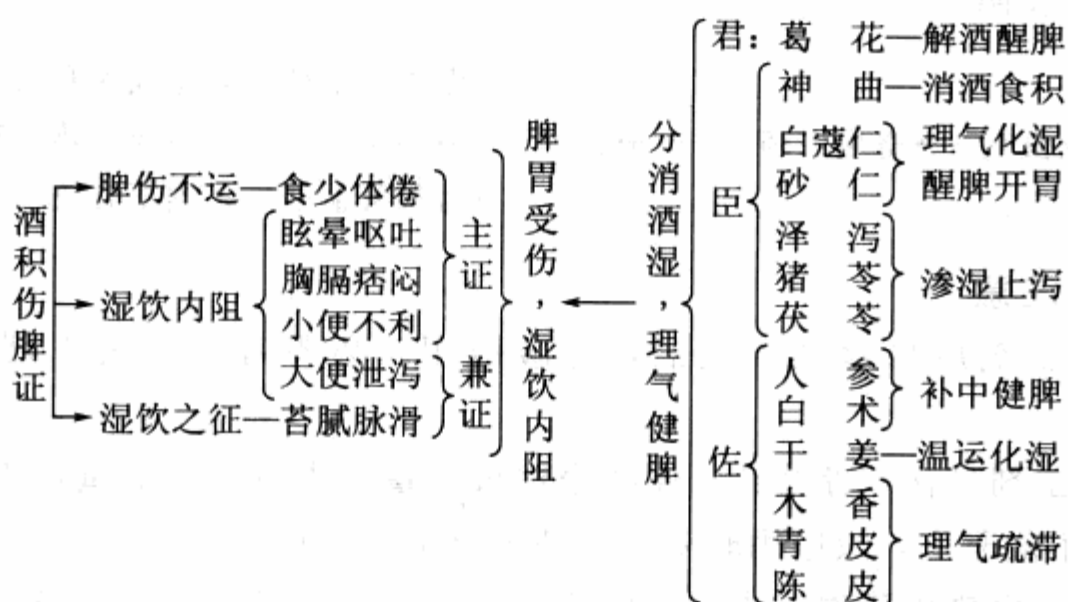 酒积伤脾证
脾伤不运—食少体倦
湿饮内阻
眩晕呕吐
胸膈痞闷
小便不利
大便泄泻
湿饮之征—苔腻脉滑
主证
兼证
脾胃受伤，湿饮内阻
分消酒湿，理气健脾
君：葛花—解酒醒脾
臣
神曲—消酒食积
白蔻仁
砂仁
理气化湿
醒脾开胃
泽泻
猪苓
茯苓
渗湿止泻
佐
人参
白术
补中健脾
干姜—温运化湿
木香
青皮
陈皮
理气疏滞